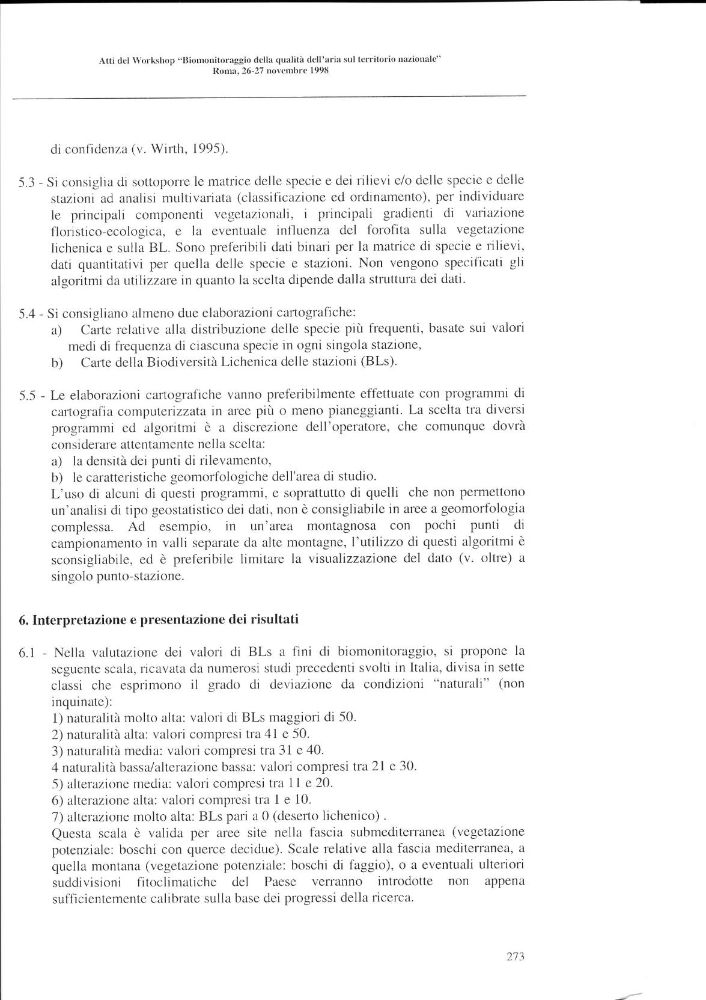 Atti del Workshop “Biomonitoraggio della qualità dell’aria sul territorio nazionale”
Roma, 26-27 novembre 1998
di confidenza (v. Wirth, 1995).
5.3 - Si consiglia di sottoporre le matrice delle specie e dei rilievi e/o delle specie e delle
stazioni ad analisi multivariata (classificazione ed ordinamento), per individuare
le principali componenti vegetazionali, i principali gradienti di variazione
floristico-ecologica, e la eventuale influenza del forofita sulla vegetazione
lichenica e sulla BL. Sono preferibili dati binari per la matrice di specie e rilievi,
dati quantitativi per quella delle specie e stazioni. Non vengono specificati gli
algoritmi da utilizzare in quanto la scelta dipende dalla struttura dei dati.
5.4 - Si consigliano almeno due elaborazioni cartografiche:
a) Carte relative alla distribuzione delle specie più frequenti, basate sui valori
medi di frequenza di ciascuna specie in ogni singola stazione,
b) Carte della Biodiversità Lichenica delle stazioni (BLs).
5.5 - Le elaborazioni cartografiche vanno preferibilmente effettuate con programmi di
cartografia computerizzata in aree più o meno pianeggianti. La scelta tra diversi
programmi ed algoritmi è a discrezione dell’operatore, che comunque dovrà
considerare attentamente nella scelta:
a) la densità dei punti di rilevamento,
b) le caratteristiche geomorfologiche dell'area di studio.
L’uso di alcuni di questi programmi, e soprattutto di quelli che non permettono
un’analisi di tipo geostatistico dei dati, non è consigliabile in aree a geomorfologia
complessa. Ad esempio, in un’area montagnosa con pochi punti di
campionamento in valli separate da alte montagne, l’utilizzo di questi algoritmi è
sconsigliabile, ed è preferibile limitare la visualizzazione del dato (v. oltre) a
singolo punto-stazione.
6. Interpretazione e presentazione dei risultati
6.1 - Nella valutazione dei valori di BLs a fini di biomonitoraggio, si propone la
seguente scala, ricavata da numerosi studi precedenti svolti in Italia, divisa in sette
classi che esprimono il grado di deviazione da condizioni “naturali” (non
inquinate):
1) naturalità molto alta: valori di BLs maggiori di 50.
2) naturalità alta: valori compresi tra 41 e 50.
3) naturalità media: valori compresi tra 31 e 40.
4 naturalità bassa/alterazione bassa: valori compresi tra 21 e 30.
5) alterazione media: valori compresi tra 11 e 20.
6) alterazione alta: valori compresi tra 1 e 10.
7) alterazione molto alta: BLs pari a 0 (deserto lichenico) .
Questa scala è valida per aree site nella fascia submediterranea (vegetazione
potenziale: boschi con querce decidue). Scale relative alla fascia mediterranea, a
quella montana (vegetazione potenziale: boschi di faggio), o a eventuali ulteriori
suddivisioni fitoclimatiche del Paese verranno introdotte non appena
sufficientemente calibrate sulla base dei progressi della ricerca.
273